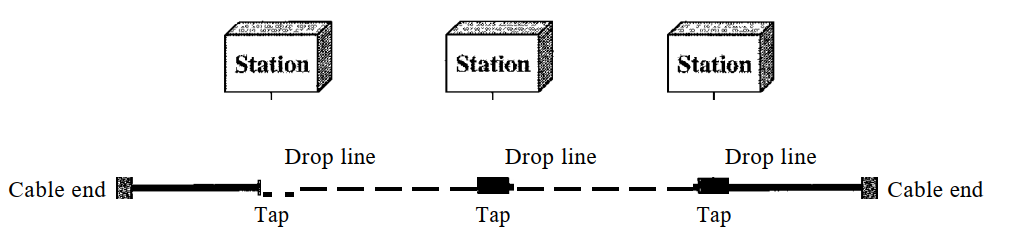 Station Station Station
Drop line Drop line Drop line
Cable end Cable end
Tap Tap Tap